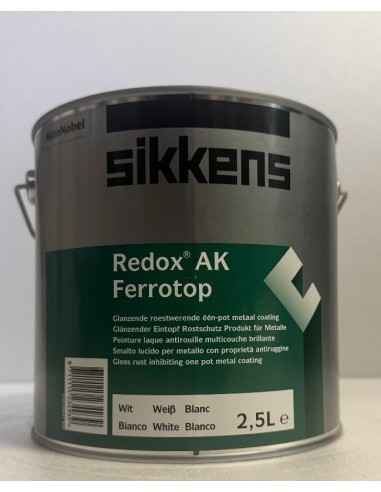 AkzoNobel
sikkens
Redox® AK
Ferrotop
Glanzende roestwerende één-pot metaal coating
Glänzender Eintopf Rostschutz Produkt für Metalle
Peinture laque antirouille multicouche brillante
Smalto lucido per metallo con proprietà antiruggine
Gloss rust inhibiting one pot metal coating
Wit Weiβ Blanc
Bianco White Blanco
2,5L e